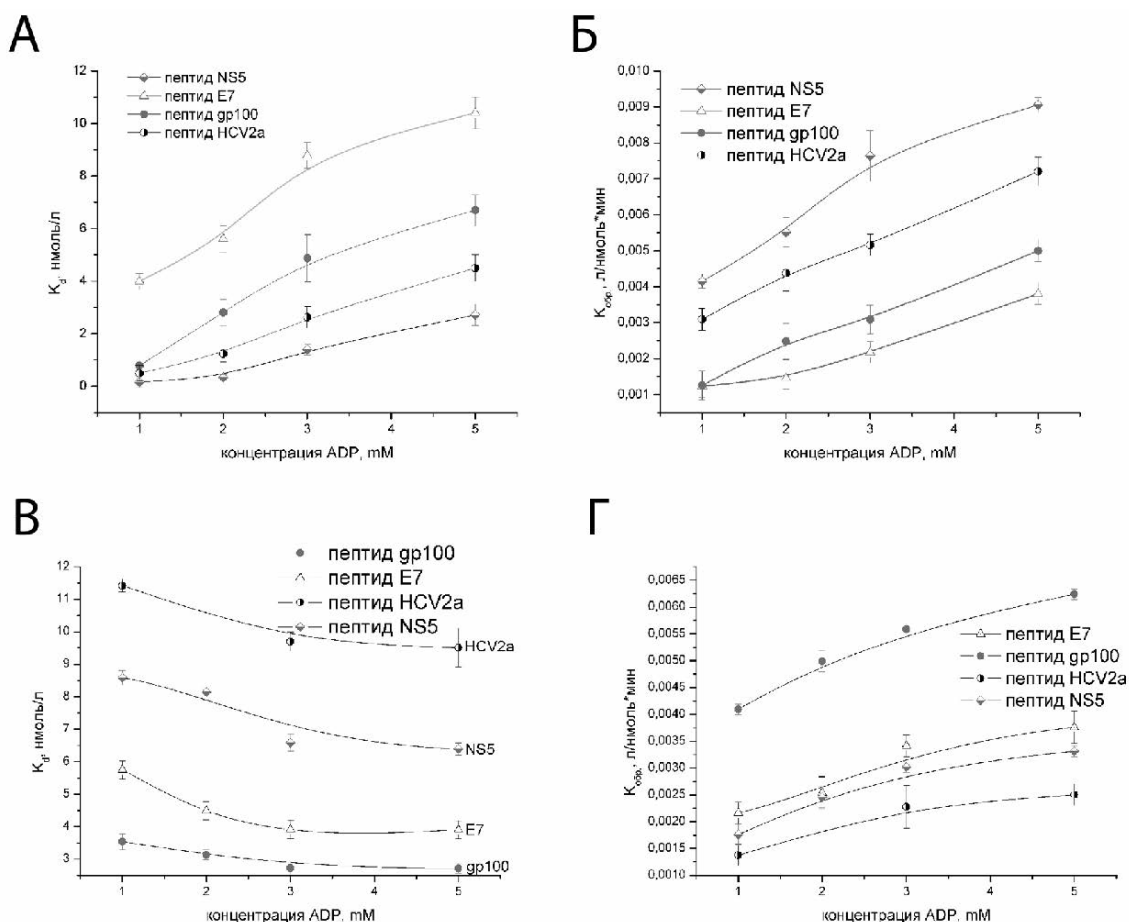 А
пептид NS5
пептид E7
пептид gp100
пептид HCV2a
12
10
8
6
4
2
0
K_d, нмоль/л
1
2
3
4
5
концентрация ADP, mM
Б
0,010
0,009
0,008
0,007
0,006
0,005
0,004
0,003
0,002
0,001
K_обр, л/нмоль*мин
пептид NS5
пептид E7
пептид gp100
пептид HCV2a
1
2
3
4
5
концентрация ADP, mM
В
пептид gp100
пептид E7
пептид HCV2a
пептид NS5
12
11
10
9
8
7
6
5
4
3
K_d, нмоль/л
HCV2a
NS5
E7
gp100
1
2
3
4
5
концентрация ADP, mM
Г
0,0065
0,0060
0,0055
0,0050
0,0045
0,0040
0,0035
0,0030
0,0025
0,0020
0,0015
0,0010
K_обр, л/нмоль*мин
пептид E7
пептид gp100
пептид HCV2a
пептид NS5
1
2
3
4
5
концентрация ADP, mM